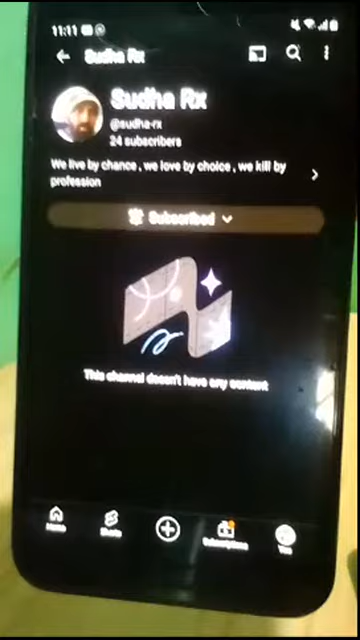 11:11
Sudha Rx
Sudha Rx
@sudha-rx
24 subscribers
We live by chance , we love by choice , we kill by
profession
Subscribed
This channel doesn't have any content
Home
Shorts
Subscriptions
You